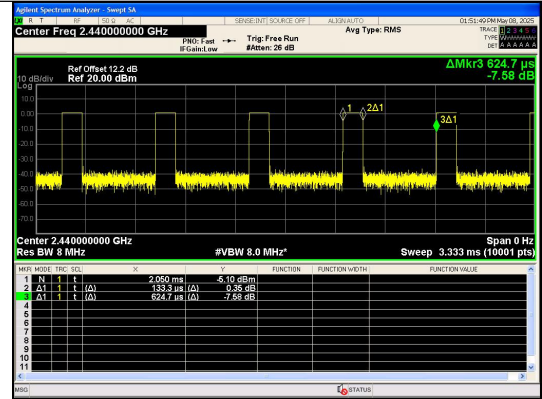 Agilent Spectrum Analyzer - Swept SA
R T RF 50 Ω AC SENSE:INT SOURCE OFF ALIGN AUTO 01:51:49 PM May 08, 2025
Center Freq 2.440000000 GHz Avg Type: RMS TRACE 1 2 3 4 5 6
PNO: Fast Trig: Free Run TYPE
IFGain:Low #Atten: 26 dB DET A A A A A A
Ref Offset 12.2 dB ΔMkr3 624.7 µs
10 dB/div Ref 20.00 dBm -7.58 dB
Log
10.0
0.00
-10.0
-20.0
-30.0
-40.0
-50.0
-60.0
-70.0
1
2Δ1
3Δ1
Center 2.440000000 GHz Span 0 Hz
Res BW 8 MHz #VBW 8.0 MHz* Sweep 3.333 ms (10001 pts)
MKR MODE TRC SCL X Y FUNCTION FUNCTION WIDTH FUNCTION VALUE
1 N 1 t 2.050 ms -5.10 dBm
2 Δ1 1 t (Δ) 133.3 µs (Δ) 0.35 dB
3 Δ1 1 t (Δ) 624.7 µs (Δ) -7.58 dB
4
5
6
7
8
9
10
11
MSG STATUS